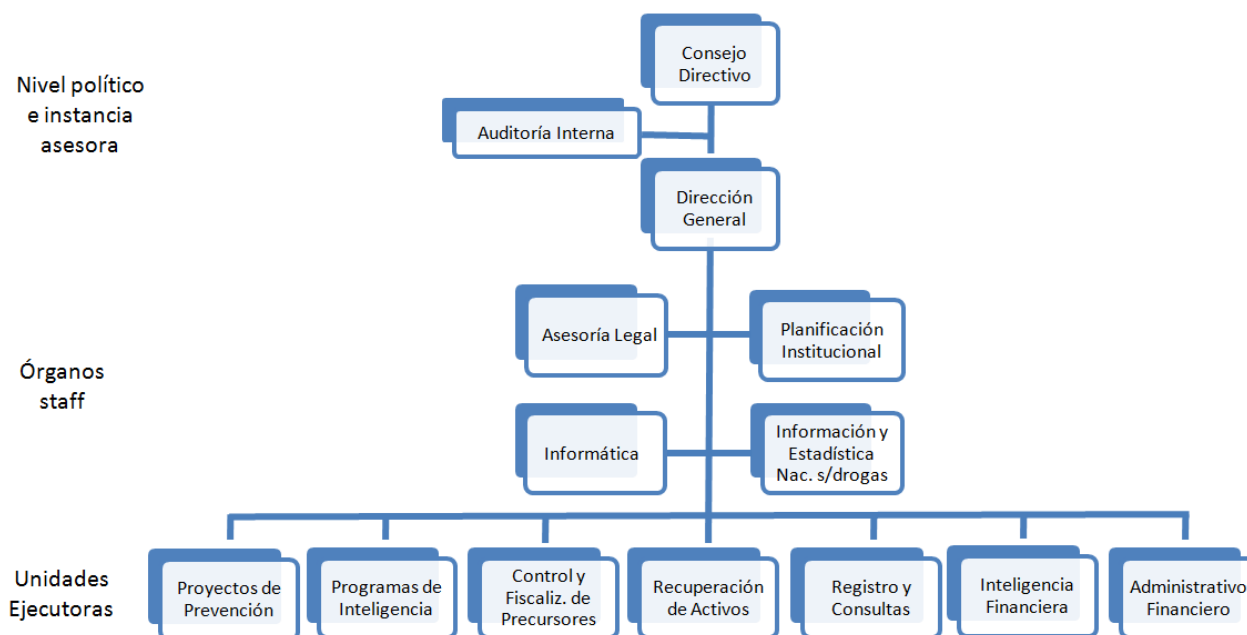 Nivel político
e instancia
asesora
Consejo
Directivo
Auditoría Interna
Dirección
General
Órganos
staff
Asesoría Legal
Planificación
Institucional
Informática
Información y
Estadística
Nac. s/drogas
Unidades
Ejecutoras
Proyectos de
Prevención
Programas de
Inteligencia
Control y
Fiscaliz. de
Precursores
Recuperación
de Activos
Registro y
Consultas
Inteligencia
Financiera
Administrativo
Financiero